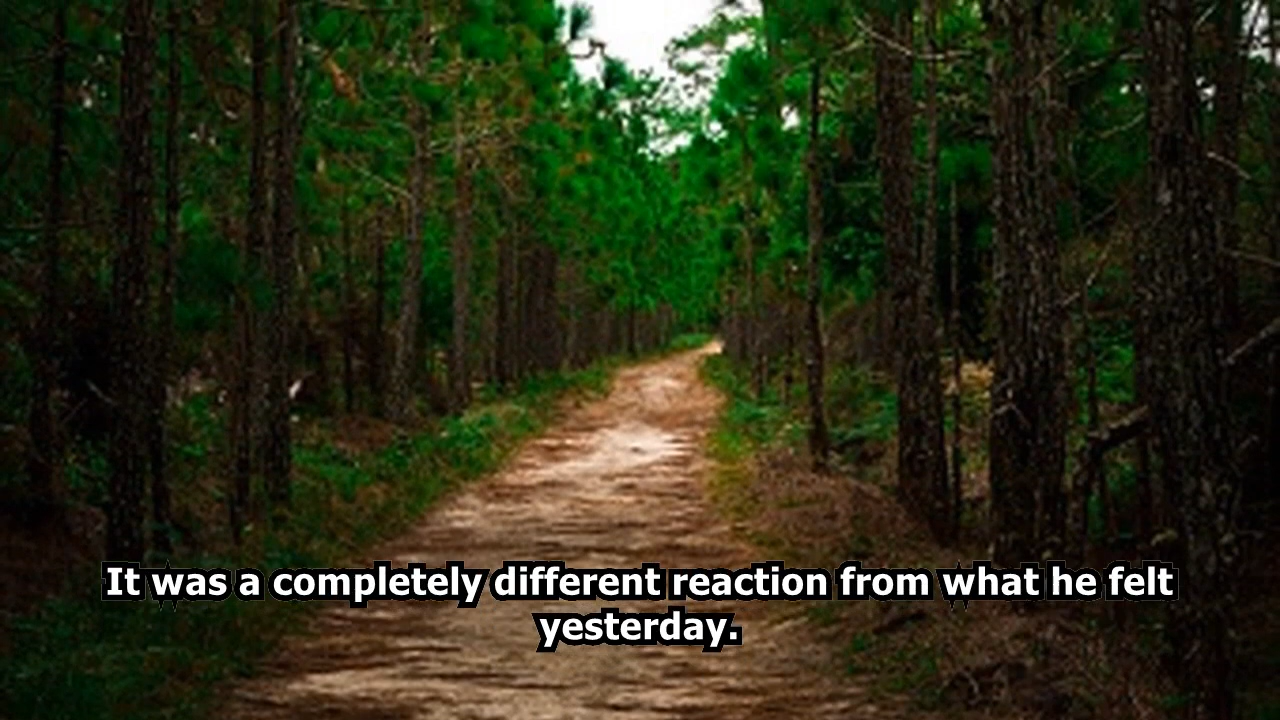 It was a completely different reaction from what he felt
yesterday.